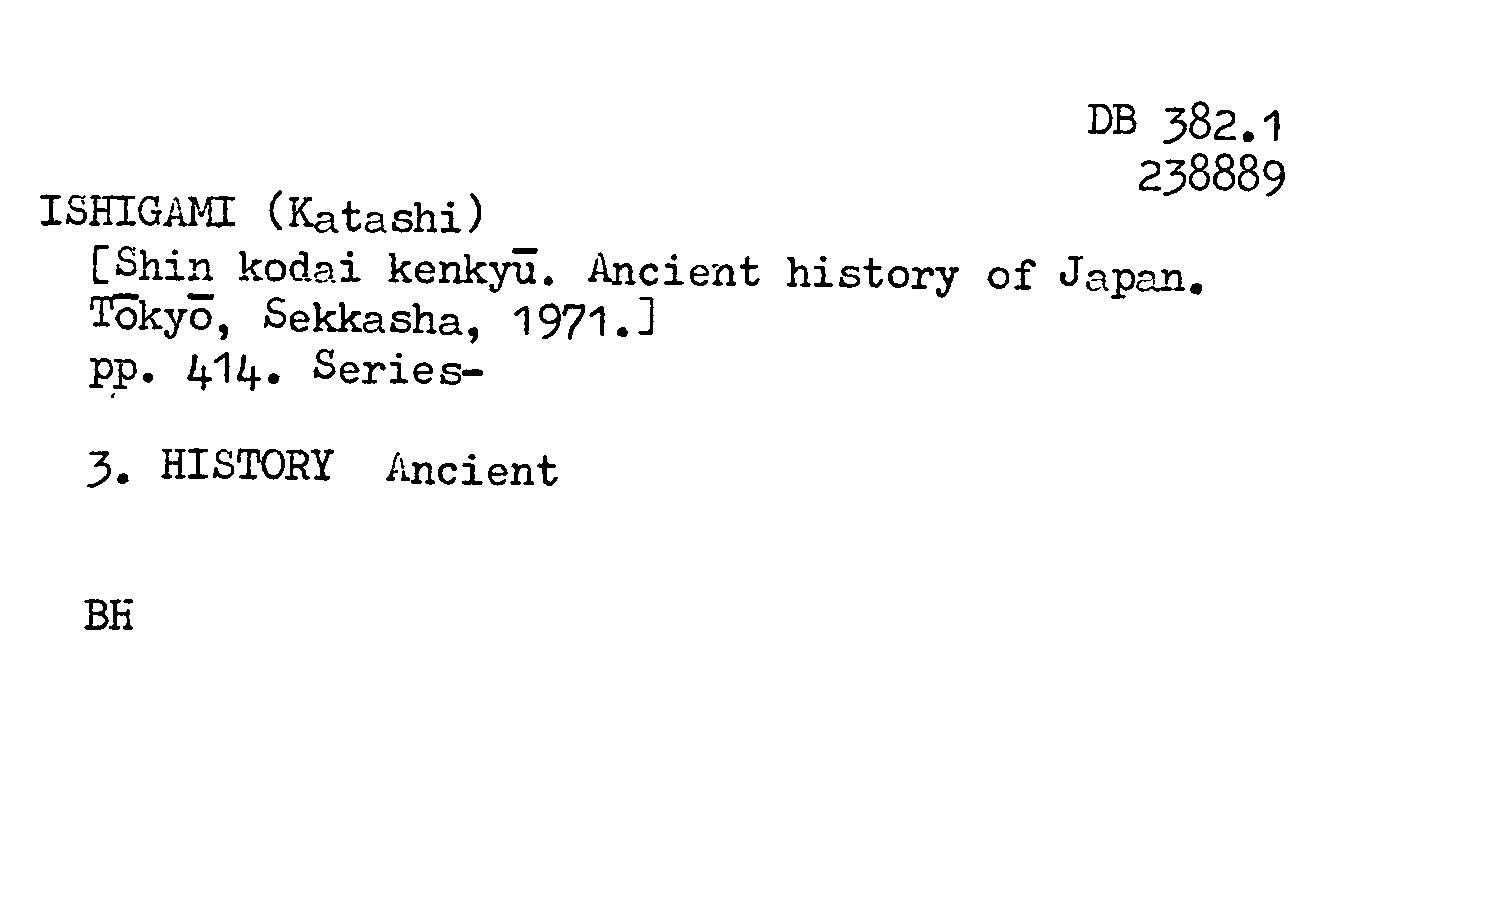 DB 382.1
238889
ISHIGAMI (Katashi)
[Shin kodai kenkyū. Ancient history of Japan.
Tōkyō, Sekkasha, 1971.]
pp. 414. Series-
3. HISTORY Ancient
BH